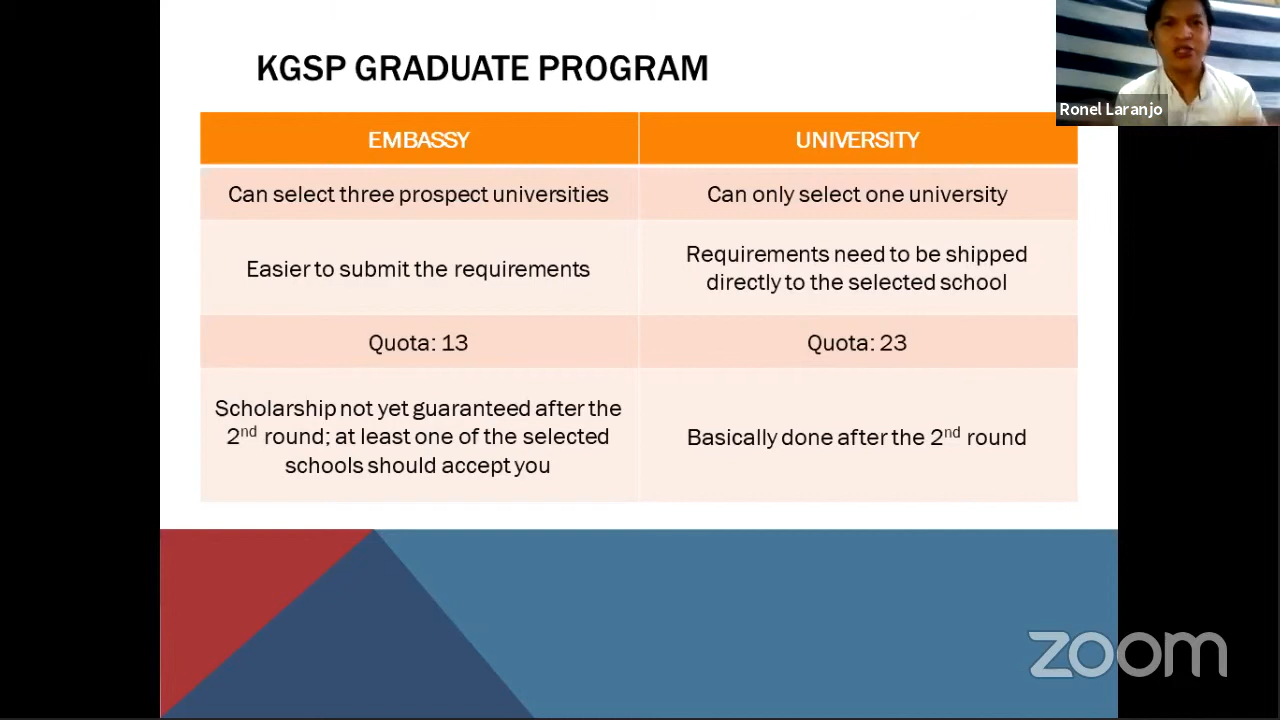 KGSP GRADUATE PROGRAM
Ronel Laranjo
EMBASSY
UNIVERSITY
Can select three prospect universities
Can only select one university
Easier to submit the requirements
Requirements need to be shipped
directly to the selected school
Quota: 13
Quota: 23
Scholarship not yet guaranteed after the
2nd round; at least one of the selected
schools should accept you
Basically done after the 2nd round
zoom